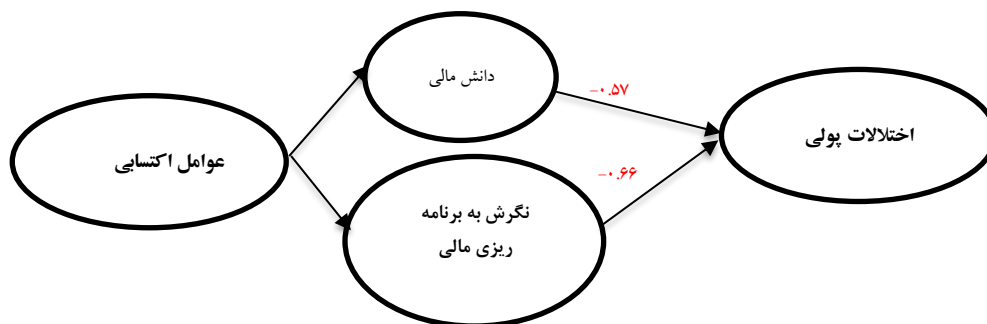 دانش مالی
-۰.۵۷
اختلالات پولی
عوامل اکتسابی
-۰.۶۶
نگرش به برنامه
ریزی مالی